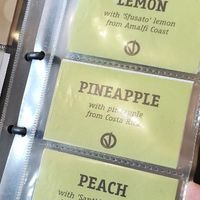 LEMON
with 'Sfusato' lemon
from Amalfi Coast
PINEAPPLE
with pineapple
from Costa Rica
PEACH
with